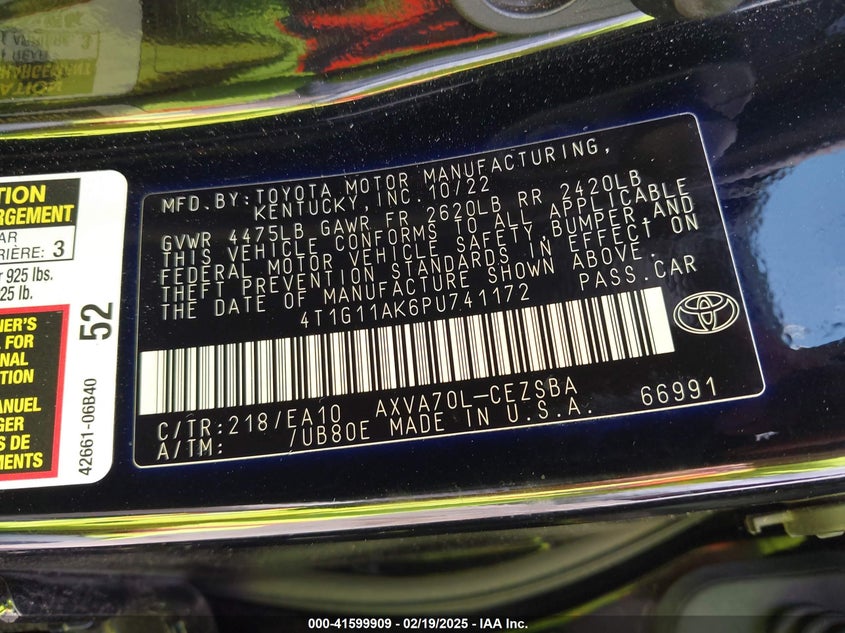 MFD.BY: TOYOTA MOTOR MANUFACTURING,
KENTUCKY, INC. 10/22
GVWR 4475LB GAWR FR 2620LB RR 2420LB
THIS VEHICLE CONFORMS TO ALL APPLICABLE
FEDERAL MOTOR VEHICLE SAFETY, BUMPER, AND
THEFT PREVENTION STANDARDS IN EFFECT ON
THE DATE OF MANUFACTURE SHOWN ABOVE.
4T1G11AK6PU741172 PASS.CAR
C/TR: 218/EA10 AXVA70L-CEZSBA 66991
A/TM: /UB80E MADE IN U.S.A.
TOYOTA
TION
RGEMENT
AR
RIÈRE: 3
r 925 lbs.
25 lb.
NER'S
FOR
NAL
TION
ANUEL
GER
S DE
EMENTS
52
42661-06B40
000-41599909 - 02/19/2025 - IAA Inc.